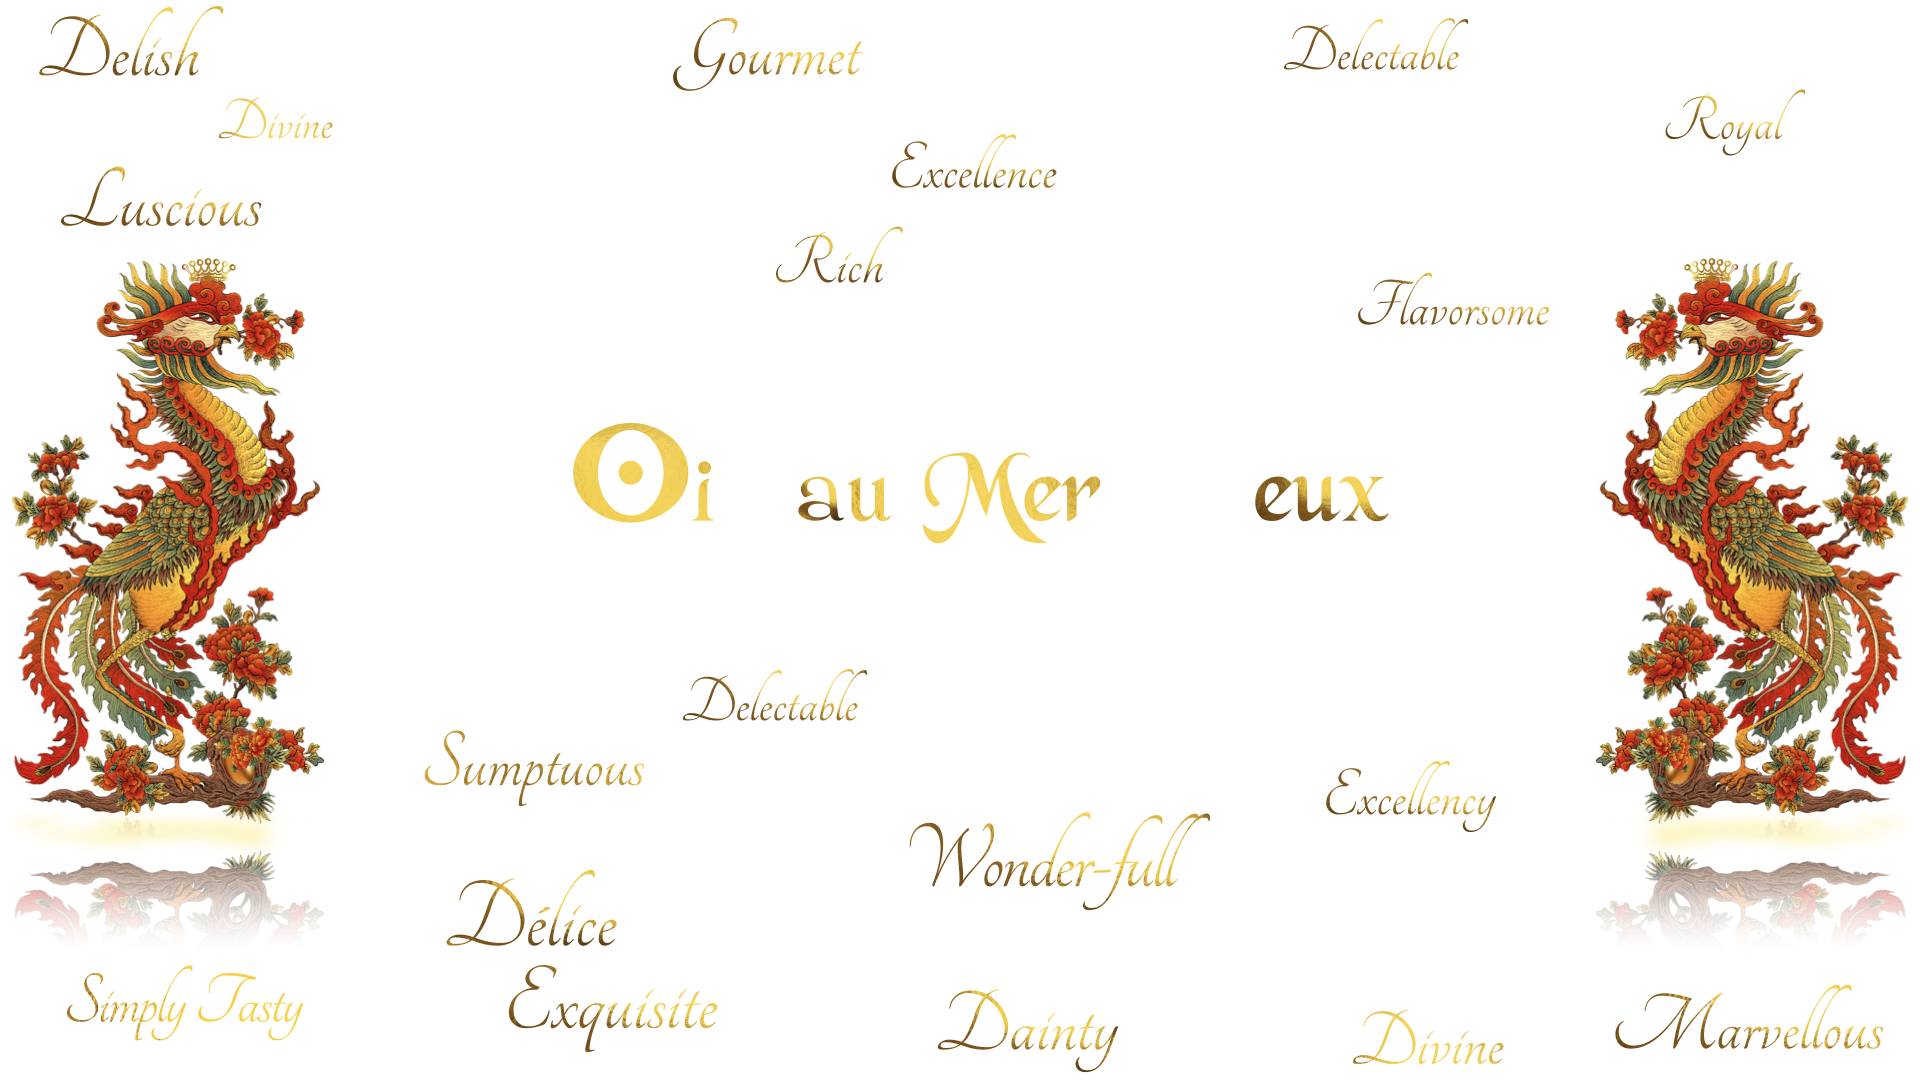 Delish
Gourmet
Delectable
Divine
Royal
Excellence
Luscious
Rich
Flavorsome
Oi au Mer eux
Delectable
Sumptuous
Excellency
Wonder-full
Délice
Simply Tasty
Exquisite
Dainty
Divine
Marvellous